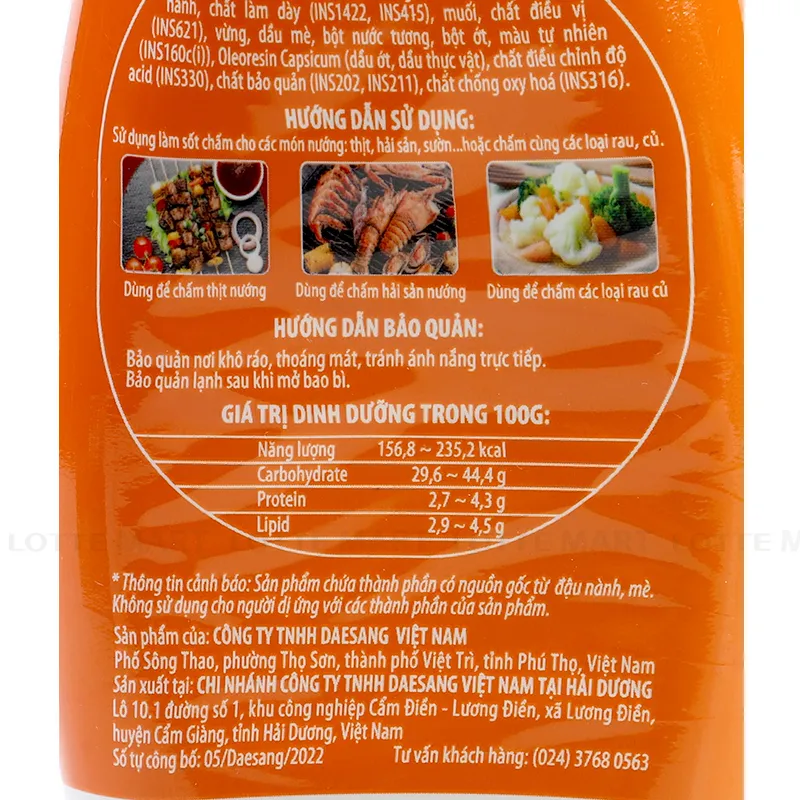 hành, chất làm dày (INS1422, INS415), muối, chất điều vị
(INS621), vừng, dầu mè, bột nước tương, bột ớt, màu tự nhiên
(INS160c(i)), Oleoresin Capsicum (dầu ớt, dầu thực vật), chất điều chỉnh độ
acid (INS330), chất bảo quản (INS202, INS211), chất chống oxy hoá (INS316).
HƯỚNG DẪN SỬ DỤNG:
Sử dụng làm sốt chấm cho các món nướng: thịt, hải sản, sườn...hoặc chấm cùng các loại rau, củ.
Dùng để chấm thịt nướng Dùng để chấm hải sản nướng Dùng để chấm các loại rau củ
HƯỚNG DẪN BẢO QUẢN:
Bảo quản nơi khô ráo, thoáng mát, tránh ánh nắng trực tiếp.
Bảo quản lạnh sau khi mở bao bì.
GIÁ TRỊ DINH DƯỠNG TRONG 100G:
Năng lượng 156,8 ~ 235,2 kcal
Carbohydrate 29,6 ~ 44,4 g
Protein 2,7 ~ 4,3 g
Lipid 2,9 ~ 4,5 g
LOTTE MART LOTTE MART LOTTE M
*Thông tin cảnh báo: Sản phẩm chứa thành phần có nguồn gốc từ đậu nành, mè.
Không sử dụng cho người dị ứng với các thành phần của sản phẩm.
Sản phẩm của: CÔNG TY TNHH DAESANG VIỆT NAM
Phố Sông Thao, phường Thọ Sơn, thành phố Việt Trì, tỉnh Phú Thọ, Việt Nam
Sản xuất tại: CHI NHÁNH CÔNG TY TNHH DAESANG VIỆT NAM TẠI HẢI DƯƠNG
Lô 10.1 đường số 1, khu công nghiệp Cẩm Điền - Lương Điền, xã Lương Điền,
huyện Cẩm Giàng, tỉnh Hải Dương, Việt Nam
Số tự công bố: 05/Daesang/2022 Tư vấn khách hàng: (024) 3768 0563